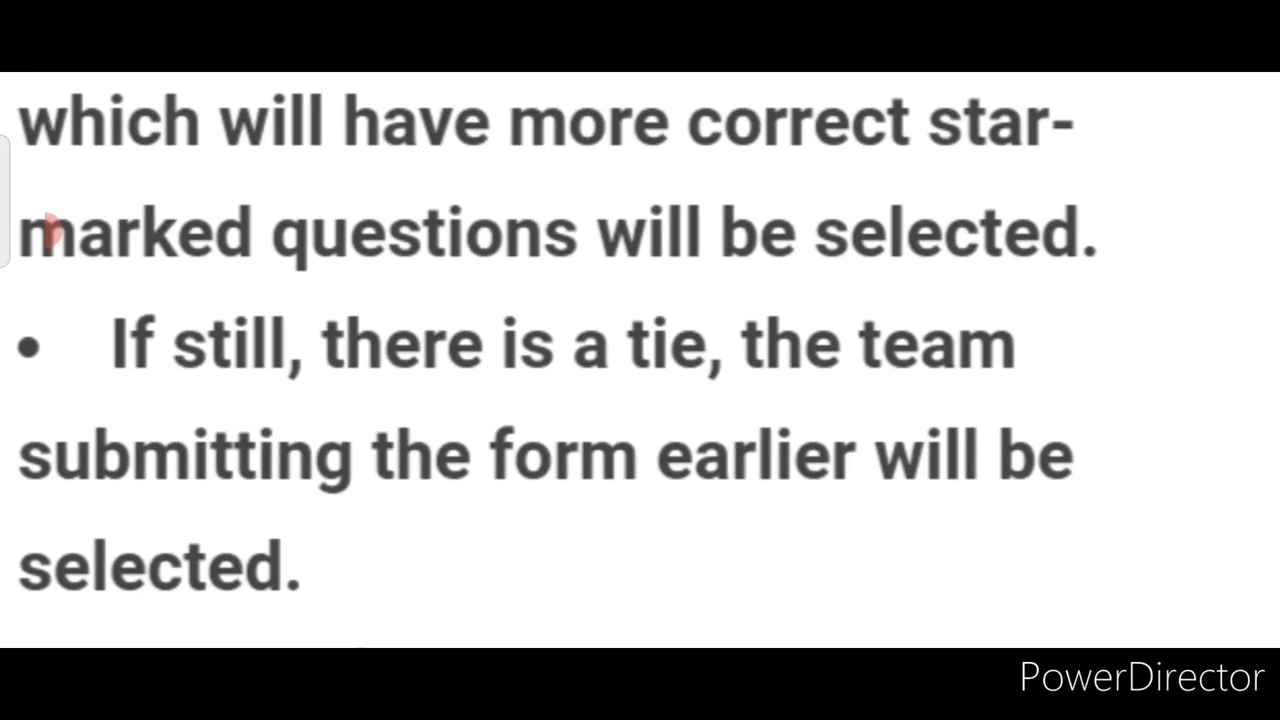 which will have more correct star-
marked questions will be selected.
• If still, there is a tie, the team
submitting the form earlier will be
selected.
PowerDirector